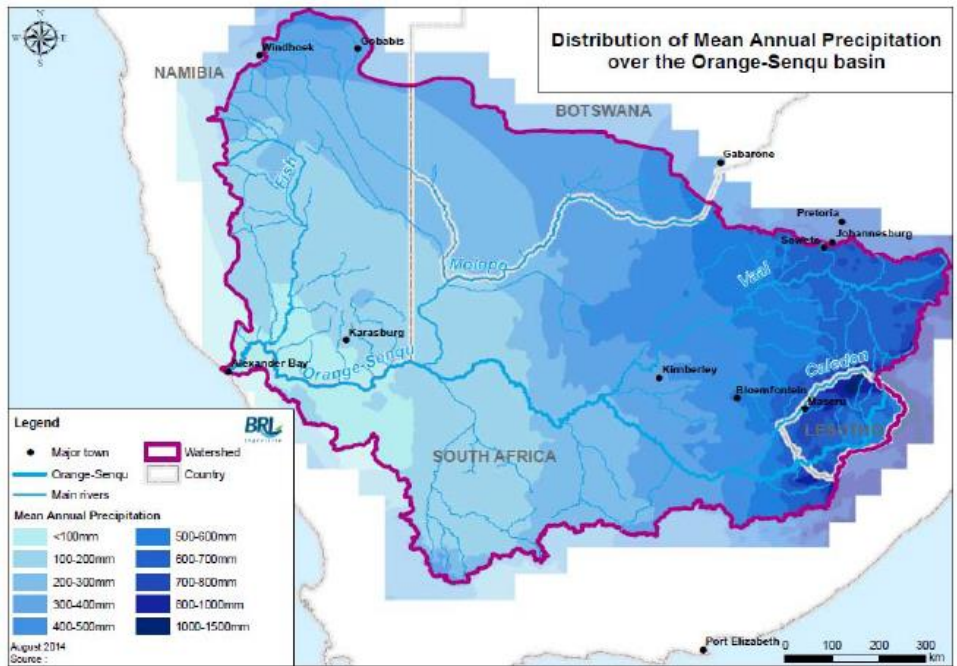 Distribution of Mean Annual Precipitation
over the Orange-Senqu basin
N
W E
S
NAMIBIA
Windhoek
Gobabis
BOTSWANA
Gabarone
Fish
Pretoria
Johannesburg
Soweto
Molopo
Vaal
Karasburg
Orange-Senqu
Alexander Bay
Kimberley
Caledon
Bloemfontein
Maseru
LESOTHO
SOUTH AFRICA
Port Elizabeth
Legend
BRL
Major town
Watershed
Orange-Senqu
Country
Main rivers
Mean Annual Precipitation
<100mm
100-200mm
200-300mm
300-400mm
400-500mm
500-600mm
600-700mm
700-800mm
800-1000mm
1000-1500mm
August 2014
Source :
0 100 200 300
km